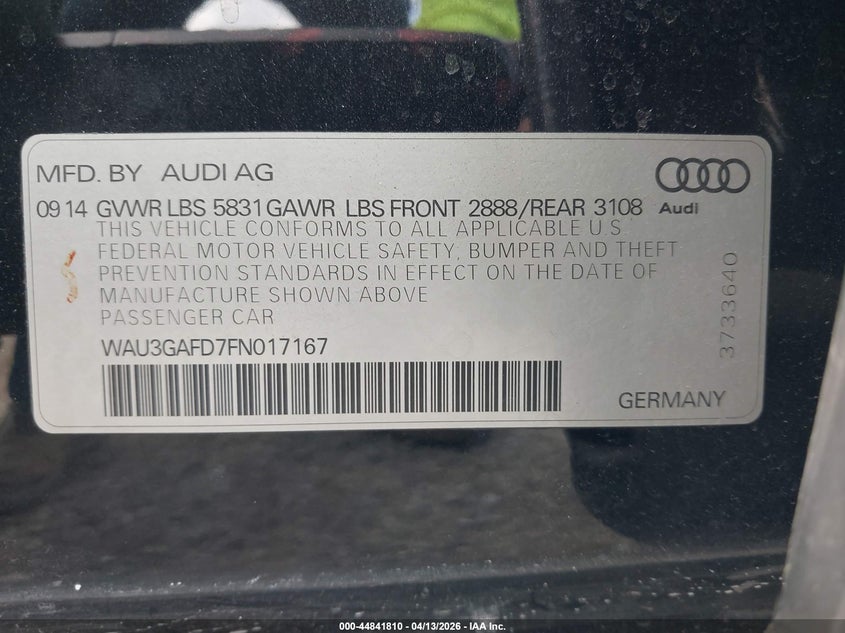 MFD. BY AUDI AG
09 14 GVWR LBS 5831 GAWR LBS FRONT 2888/REAR 3108
Audi
THIS VEHICLE CONFORMS TO ALL APPLICABLE U.S.
FEDERAL MOTOR VEHICLE SAFETY, BUMPER AND THEFT
PREVENTION STANDARDS IN EFFECT ON THE DATE OF
MANUFACTURE SHOWN ABOVE
PASSENGER CAR
3733640
WAU3GAFD7FN017167
GERMANY
000-44841810 - 04/13/2026 - IAA Inc.